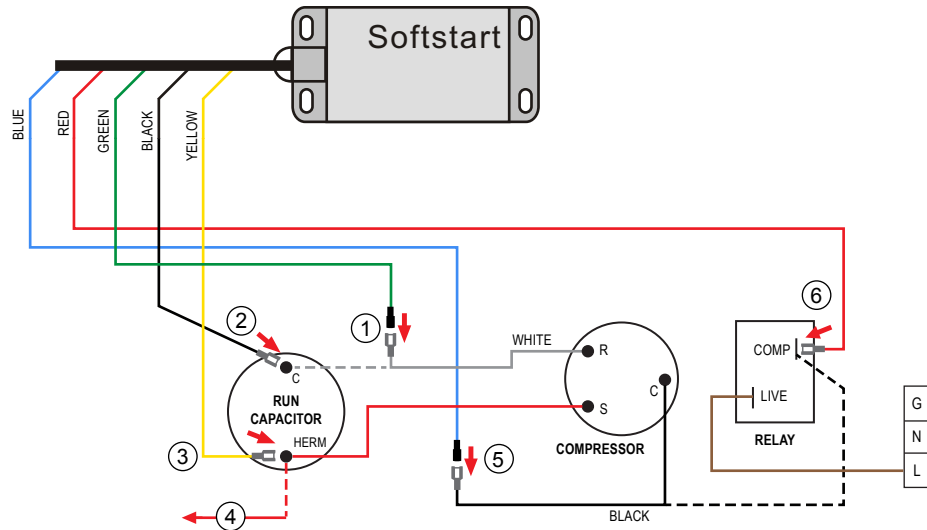 Softstart
BLUE
RED
GREEN
BLACK
YELLOW
6
2
1
WHITE
R
COMP
C
C
RUN
CAPACITOR
LIVE
G
S
HERM
COMPRESSOR
RELAY
N
3
5
L
4
BLACK